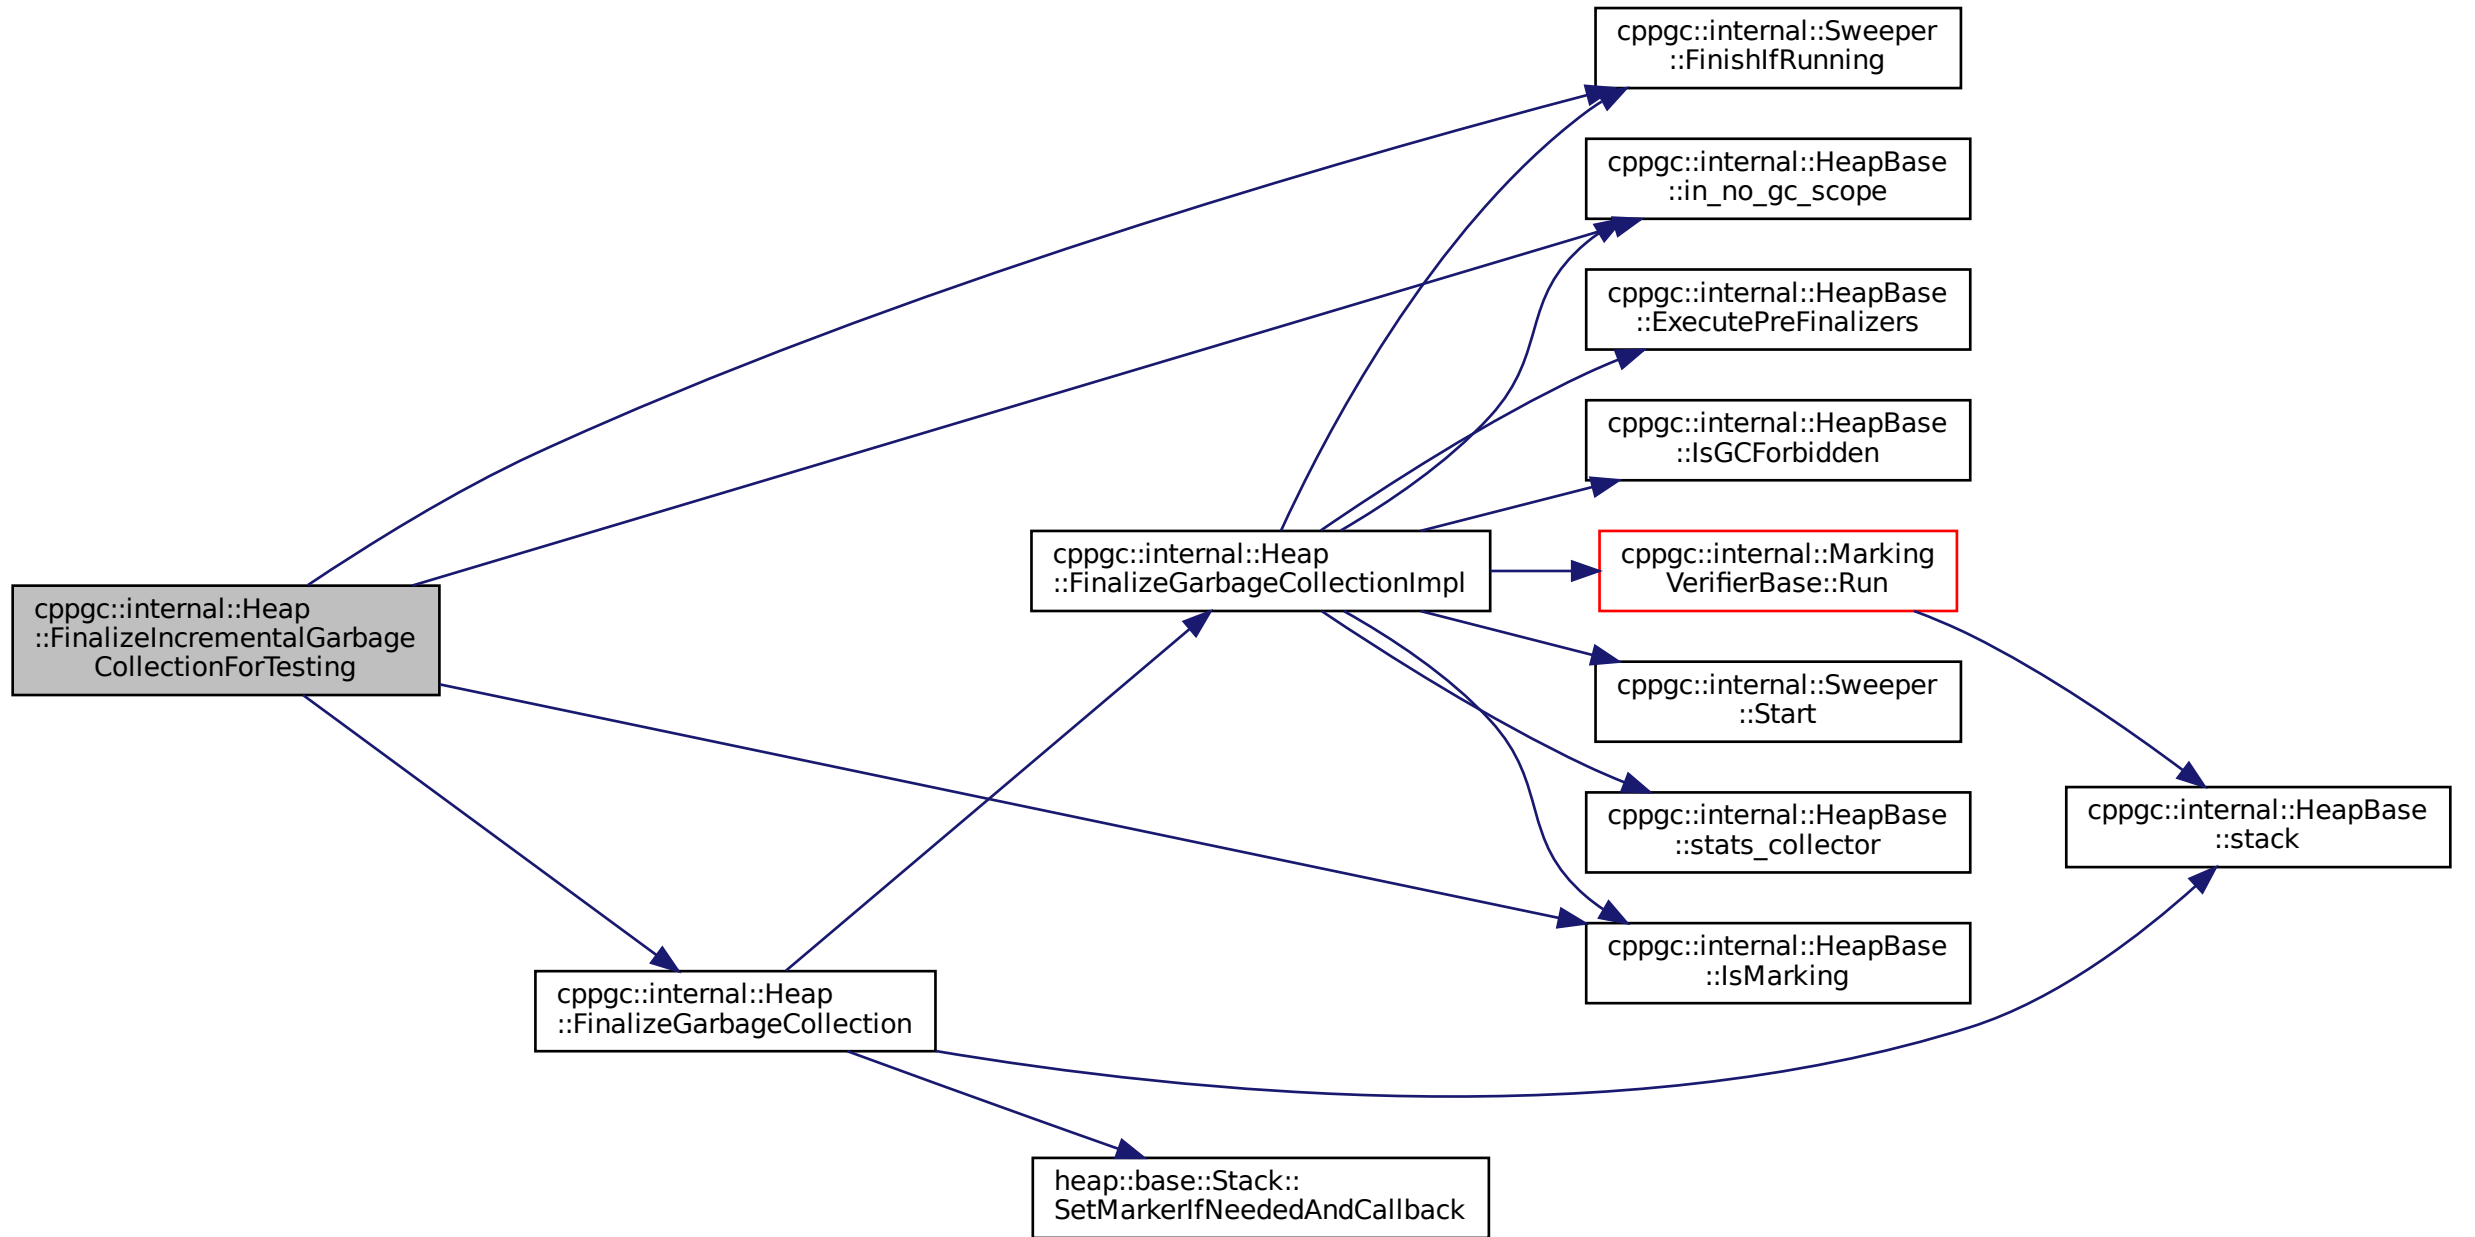 cppgc::internal::Sweeper
::FinishIfRunning
cppgc::internal::HeapBase
::in_no_gc_scope
cppgc::internal::HeapBase
::ExecutePreFinalizers
cppgc::internal::HeapBase
::IsGCForbidden
cppgc::internal::Heap
::FinalizeGarbageCollectionImpl
cppgc::internal::Marking
VerifierBase::Run
cppgc::internal::Heap
::FinalizeIncrementalGarbage
CollectionForTesting
cppgc::internal::Sweeper
::Start
cppgc::internal::HeapBase
::stats_collector
cppgc::internal::HeapBase
::stack
cppgc::internal::HeapBase
::IsMarking
cppgc::internal::Heap
::FinalizeGarbageCollection
heap::base::Stack::
SetMarkerIfNeededAndCallback